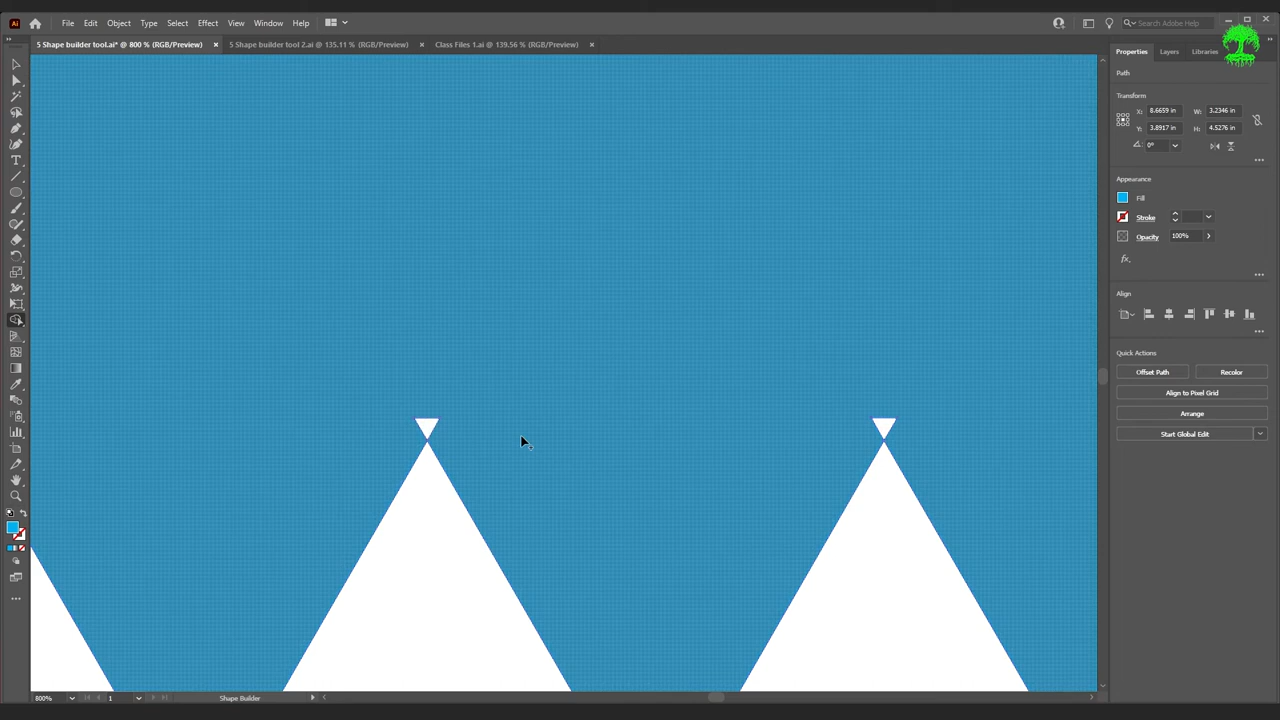 Ai File Edit Object Type Select Effect View Window Help Search Adobe Help
5 Shape builder tool.ai* @ 800 % (RGB/Preview) × 5 Shape builder tool 2.ai @ 135.11 % (RGB/Preview) × Class Files 1.ai @ 139.56 % (RGB/Preview) ×
Properties Layers Libraries
Path
Transform
X: 8.6659 in W: 3.2346 in
Y: 3.8917 in H: 4.5276 in
0°
Appearance
Fill
Stroke
Opacity 100%
fx.
Align
Quick Actions
Offset Path Recolor
Align to Pixel Grid
Arrange
Start Global Edit
800% 1 Shape Builder